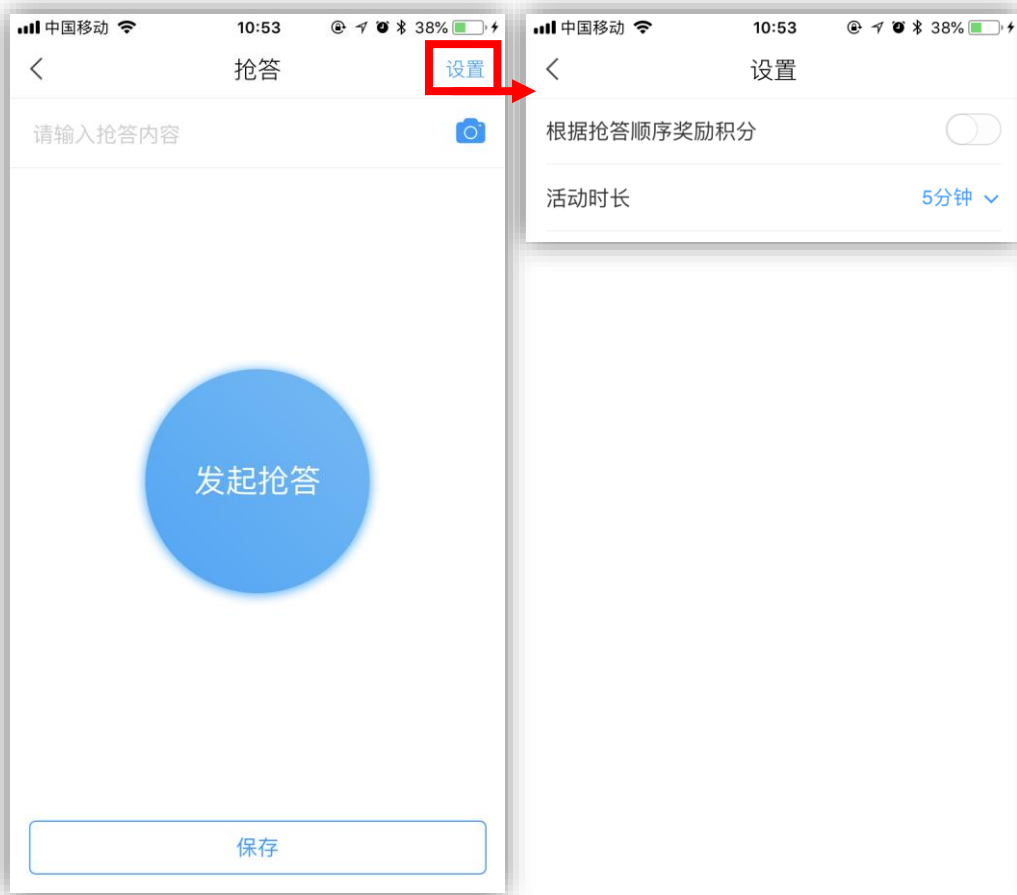 中国移动 10:53 38%
抢答 设置
请输入抢答内容
发起抢答
保存
中国移动 10:53 38%
设置
根据抢答顺序奖励积分
活动时长 5分钟